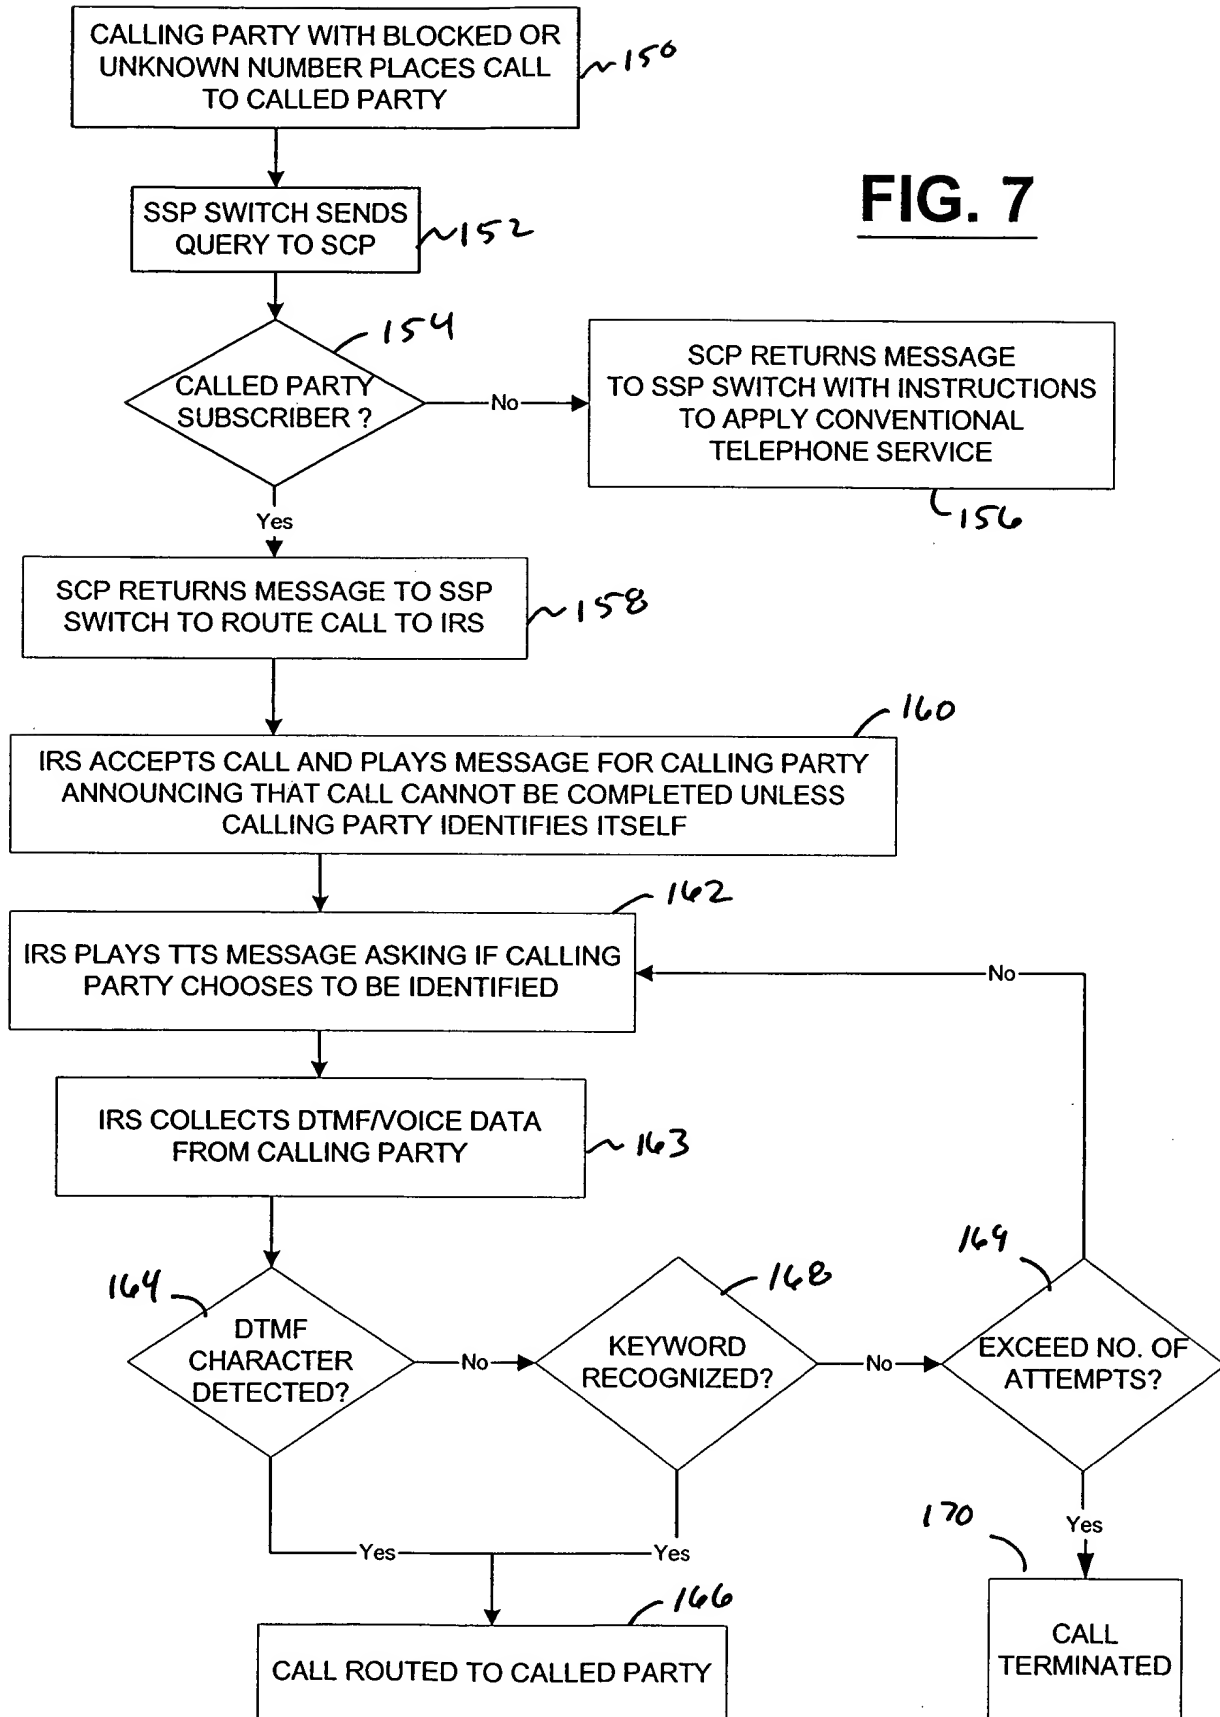 CALLING PARTY WITH BLOCKED OR
UNKNOWN NUMBER PLACES CALL
TO CALLED PARTY
150
FIG. 7
SSP SWITCH SENDS
QUERY TO SCP
152
154
CALLED PARTY
SUBSCRIBER ?
No
SCP RETURNS MESSAGE
TO SSP SWITCH WITH INSTRUCTIONS
TO APPLY CONVENTIONAL
TELEPHONE SERVICE
156
Yes
SCP RETURNS MESSAGE TO SSP
SWITCH TO ROUTE CALL TO IRS
158
160
IRS ACCEPTS CALL AND PLAYS MESSAGE FOR CALLING PARTY
ANNOUNCING THAT CALL CANNOT BE COMPLETED UNLESS
CALLING PARTY IDENTIFIES ITSELF
162
IRS PLAYS TTS MESSAGE ASKING IF CALLING
PARTY CHOOSES TO BE IDENTIFIED
No
IRS COLLECTS DTMF/VOICE DATA
FROM CALLING PARTY
163
164
DTMF
CHARACTER
DETECTED?
No
168
KEYWORD
RECOGNIZED?
No
169
EXCEED NO. OF
ATTEMPTS?
Yes
Yes
Yes
170
166
CALL ROUTED TO CALLED PARTY
CALL
TERMINATED